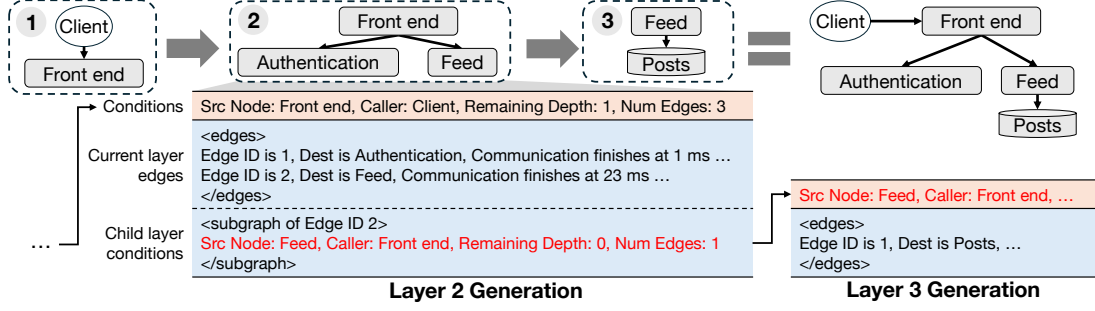 1
Client
Front end
2
Front end
Authentication
Feed
3
Feed
Posts
Client
Front end
Authentication
Feed
Posts
Conditions
Src Node: Front end, Caller: Client, Remaining Depth: 1, Num Edges: 3
Current layer
edges
<edges>
Edge ID is 1, Dest is Authentication, Communication finishes at 1 ms …
Edge ID is 2, Dest is Feed, Communication finishes at 23 ms …
</edges>
…
Child layer
conditions
<subgraph of Edge ID 2>
Src Node: Feed, Caller: Front end, Remaining Depth: 0, Num Edges: 1
</subgraph>
Layer 2 Generation
Src Node: Feed, Caller: Front end, …
<edges>
Edge ID is 1, Dest is Posts, …
</edges>
Layer 3 Generation